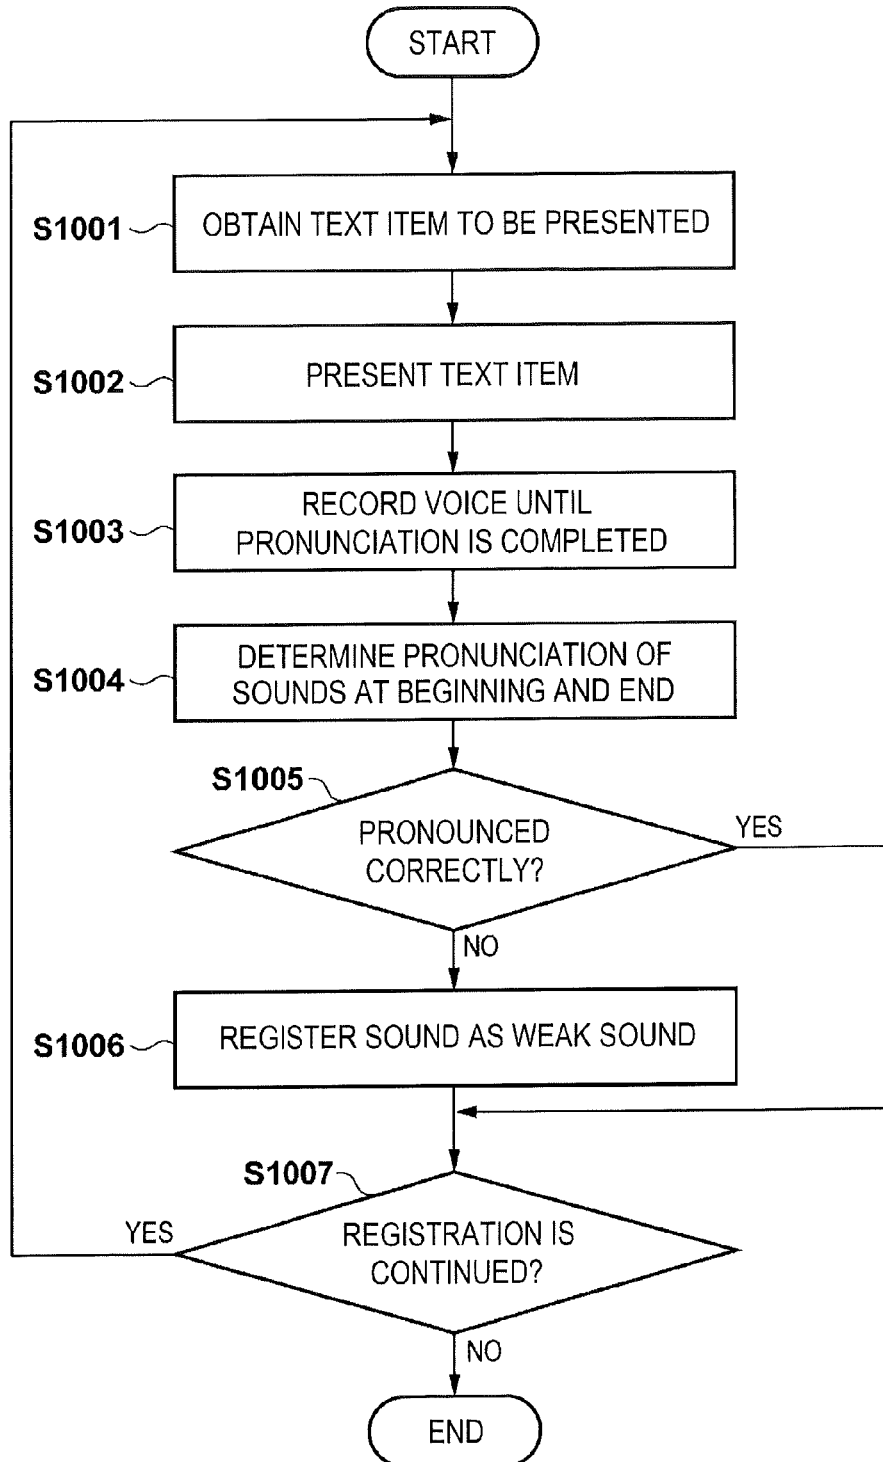 START
S1001
OBTAIN TEXT ITEM TO BE PRESENTED
S1002
PRESENT TEXT ITEM
S1003
RECORD VOICE UNTIL
PRONUNCIATION IS COMPLETED
S1004
DETERMINE PRONUNCIATION OF
SOUNDS AT BEGINNING AND END
S1005
PRONOUNCED
CORRECTLY?
YES
NO
S1006
REGISTER SOUND AS WEAK SOUND
S1007
YES
REGISTRATION IS
CONTINUED?
NO
END